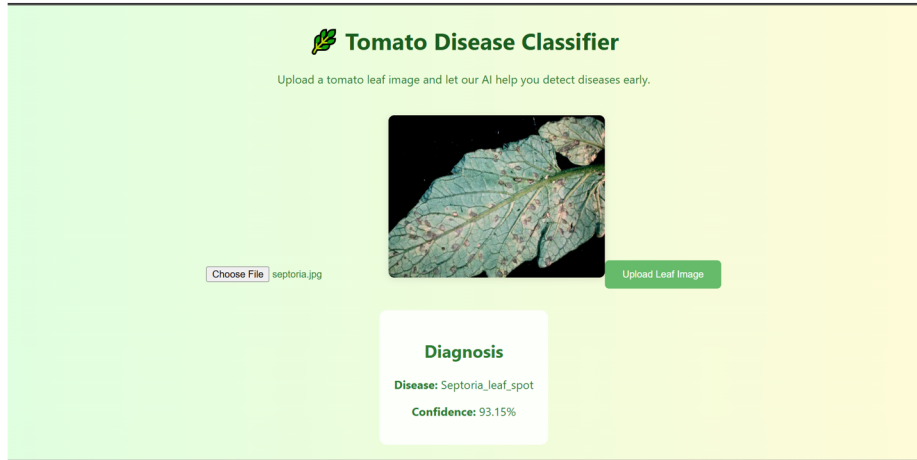 Tomato Disease Classifier
Upload a tomato leaf image and let our AI help you detect diseases early.
Choose File septoria.jpg
Upload Leaf Image
Diagnosis
Disease: Septoria_leaf_spot
Confidence: 93.15%